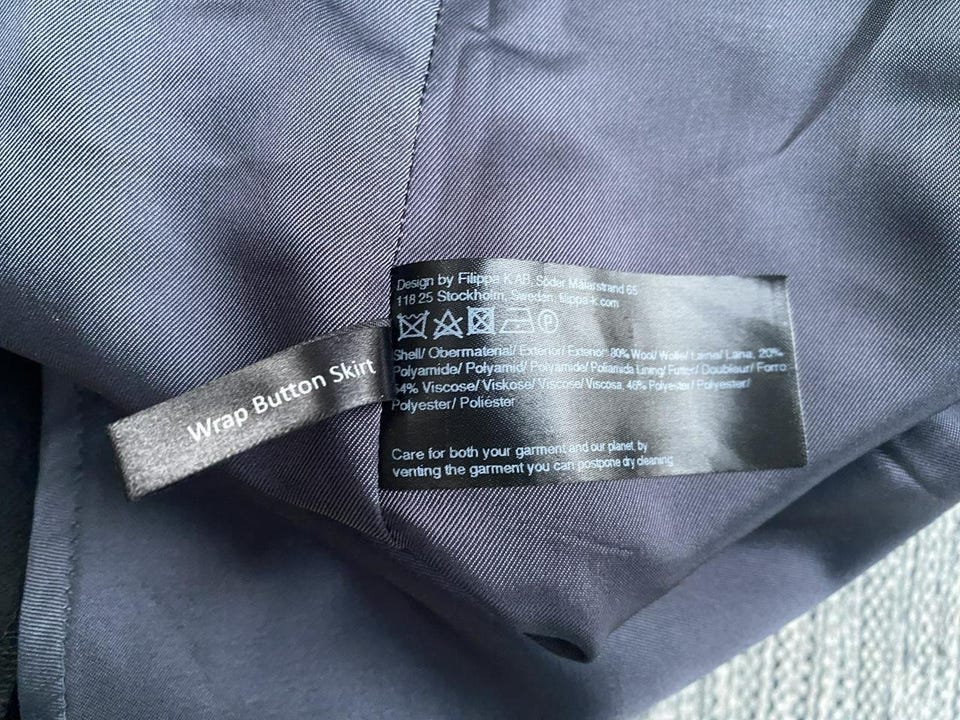 Wrap Button Skirt
Design by Filippa K AB, Söder Mälarstrand 65
118 25 Stockholm, Sweden, filippa-k.com
P
Shell/ Obermaterial/ Exterior/ Exterior: 80% Wool/ Wolle/ Laine/ Lana, 20%
Polyamide/ Polyamid/ Polyamide/ Poliamida Lining/ Futter/ Doubleur/ Forro
54% Viscose/ Viskose/ Viscose/ Viscosa, 46% Polyester/ Polyester/
Polyester/ Poliéster
Care for both your garment and our planet, by
venting the garment you can postpone dry cleaning